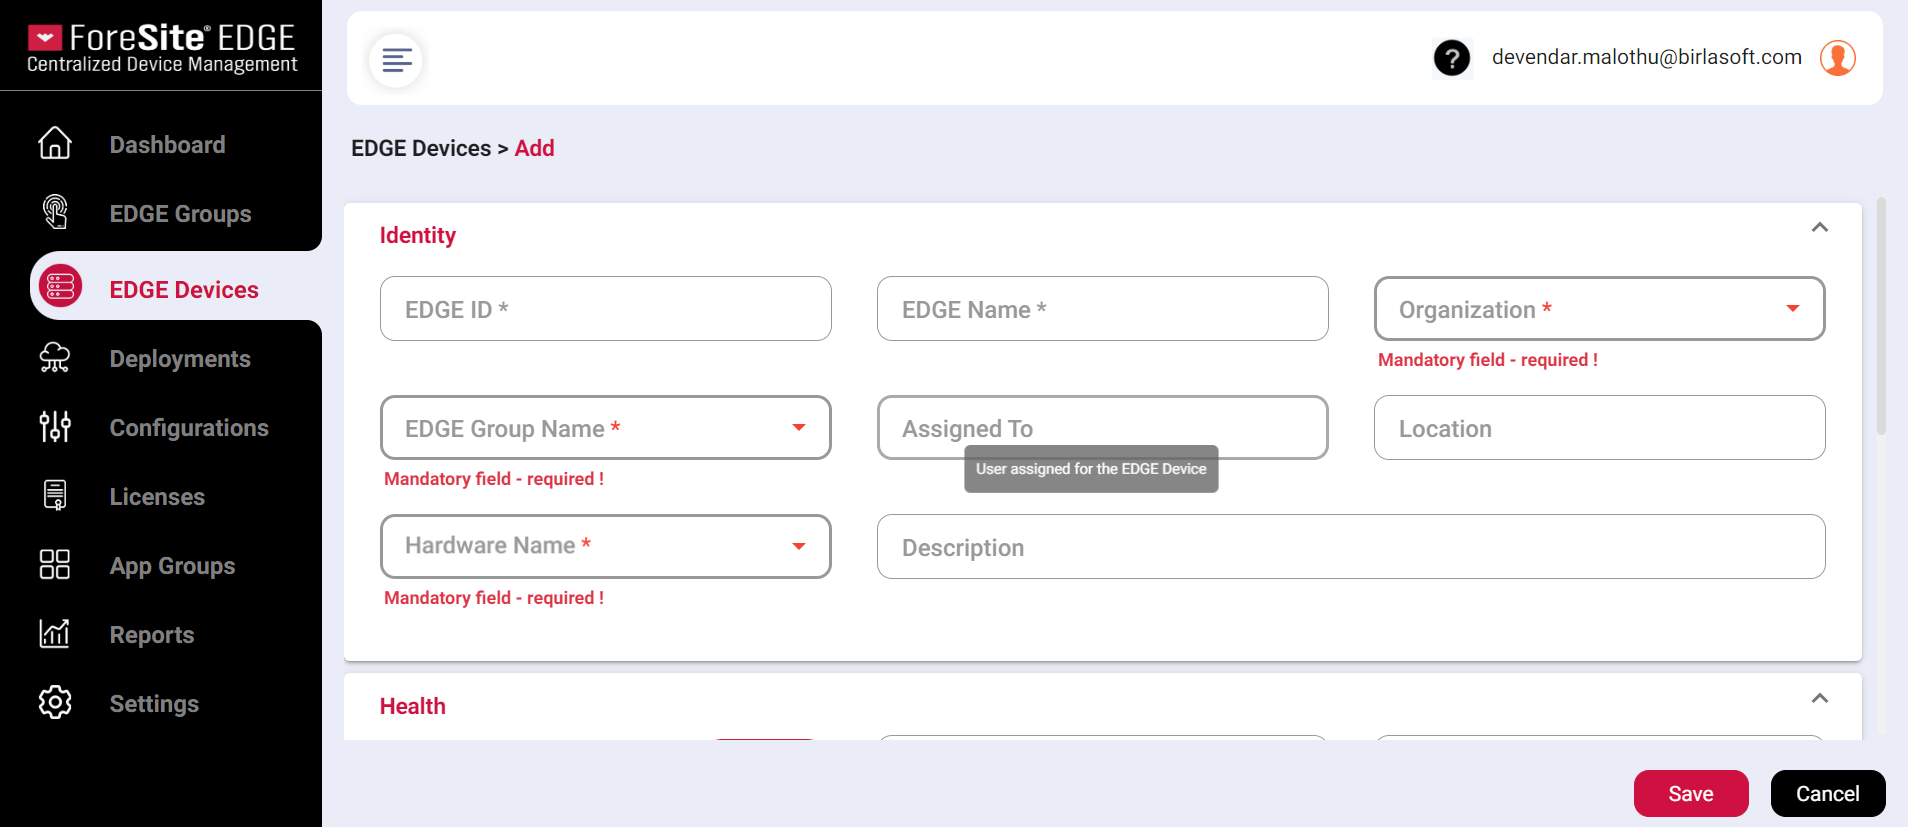 ForeSite® EDGE
Centralized Device Management
Dashboard
EDGE Groups
EDGE Devices
Deployments
Configurations
Licenses
App Groups
Reports
Settings
?
devendar.malothu@birlasoft.com
EDGE Devices > Add
Identity
EDGE ID *
EDGE Name *
Organization *
Mandatory field - required !
EDGE Group Name *
Mandatory field - required !
Assigned To
User assigned for the EDGE Device
Location
Hardware Name *
Mandatory field - required !
Description
Health
Save
Cancel